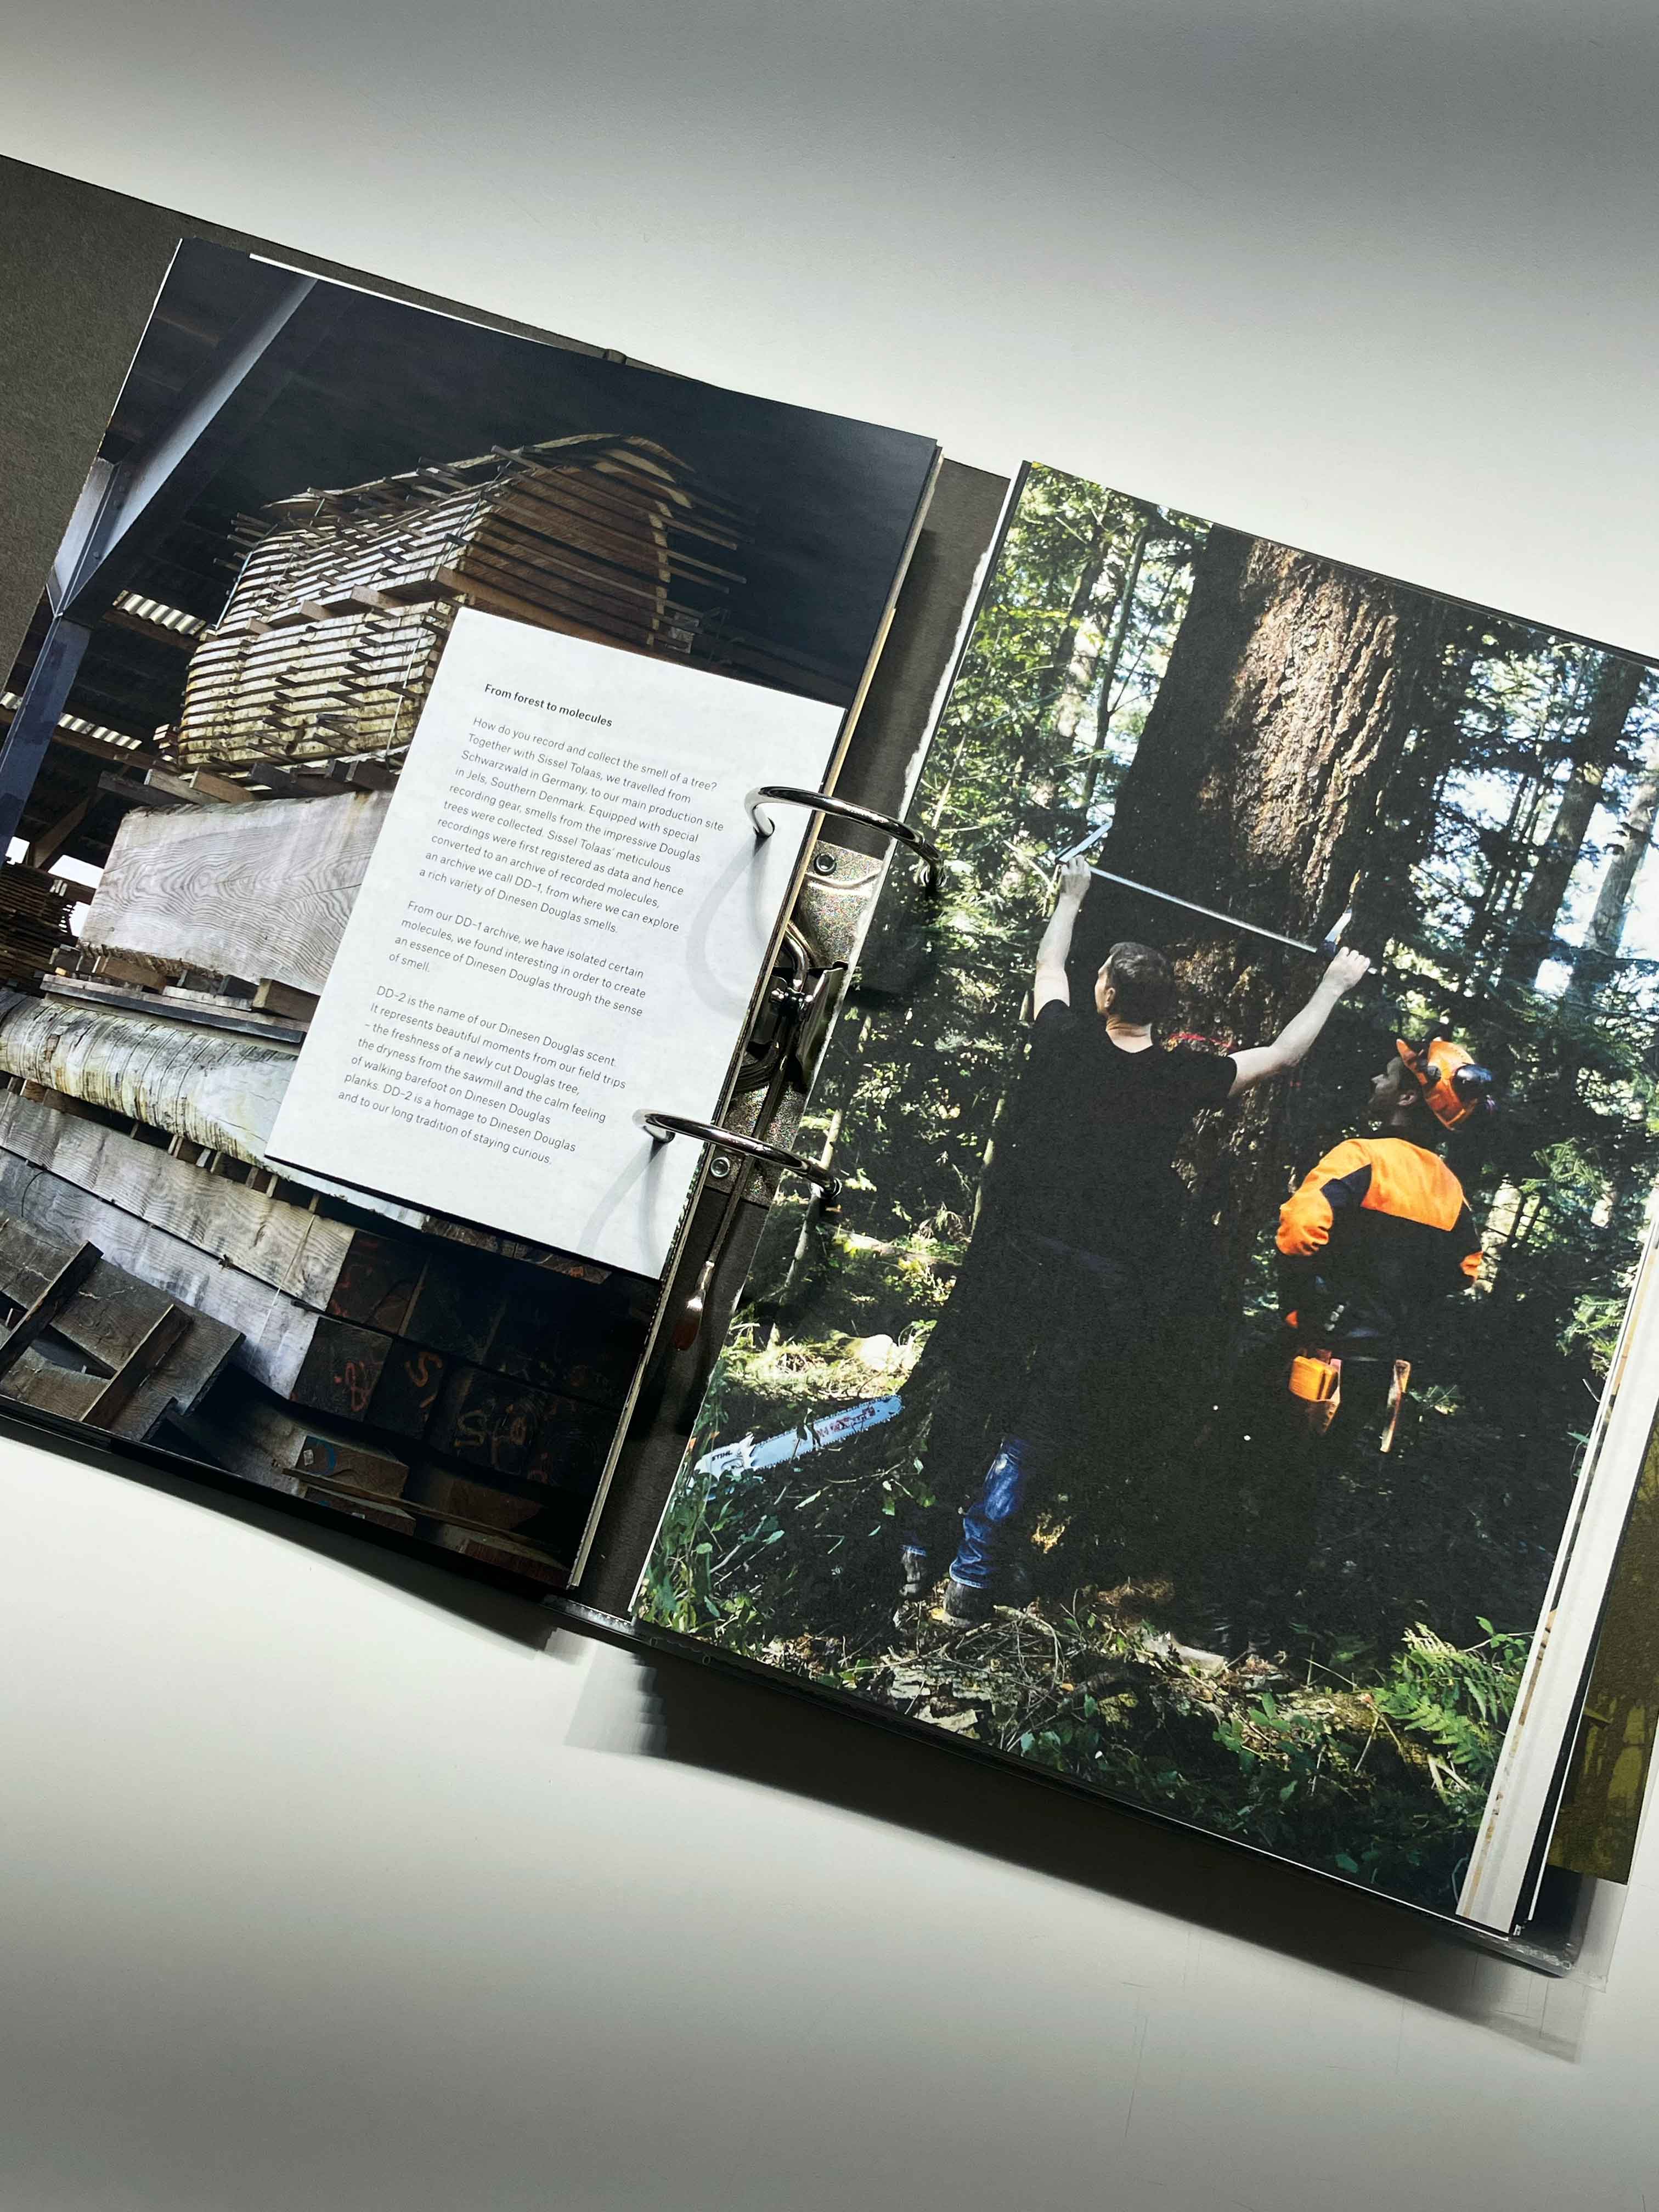 From forest to molecules
How do you record and collect the smell of a tree?
Together with Sissel Tolaas, we travelled from
Schwarzwald in Germany, to our main production site
in Jels, Southern Denmark. Equipped with special
recording gear, smells from the impressive Douglas
trees were collected. Sissel Tolaas' meticulous
recordings were first registered as data and hence
converted to an archive of recorded molecules,
an archive we call DD-1, from where we can explore
a rich variety of Dinesen Douglas smells.
From our DD-1 archive, we have isolated certain
molecules, we found interesting in order to create
an essence of Dinesen Douglas through the sense
of smell.
DD-2 is the name of our Dinesen Douglas scent.
It represents beautiful moments from our field trips
– the freshness of a newly cut Douglas tree,
the dryness from the sawmill and the calm feeling
of walking barefoot on Dinesen Douglas
planks. DD-2 is a homage to Dinesen Douglas
and to our long tradition of staying curious.
STIHL